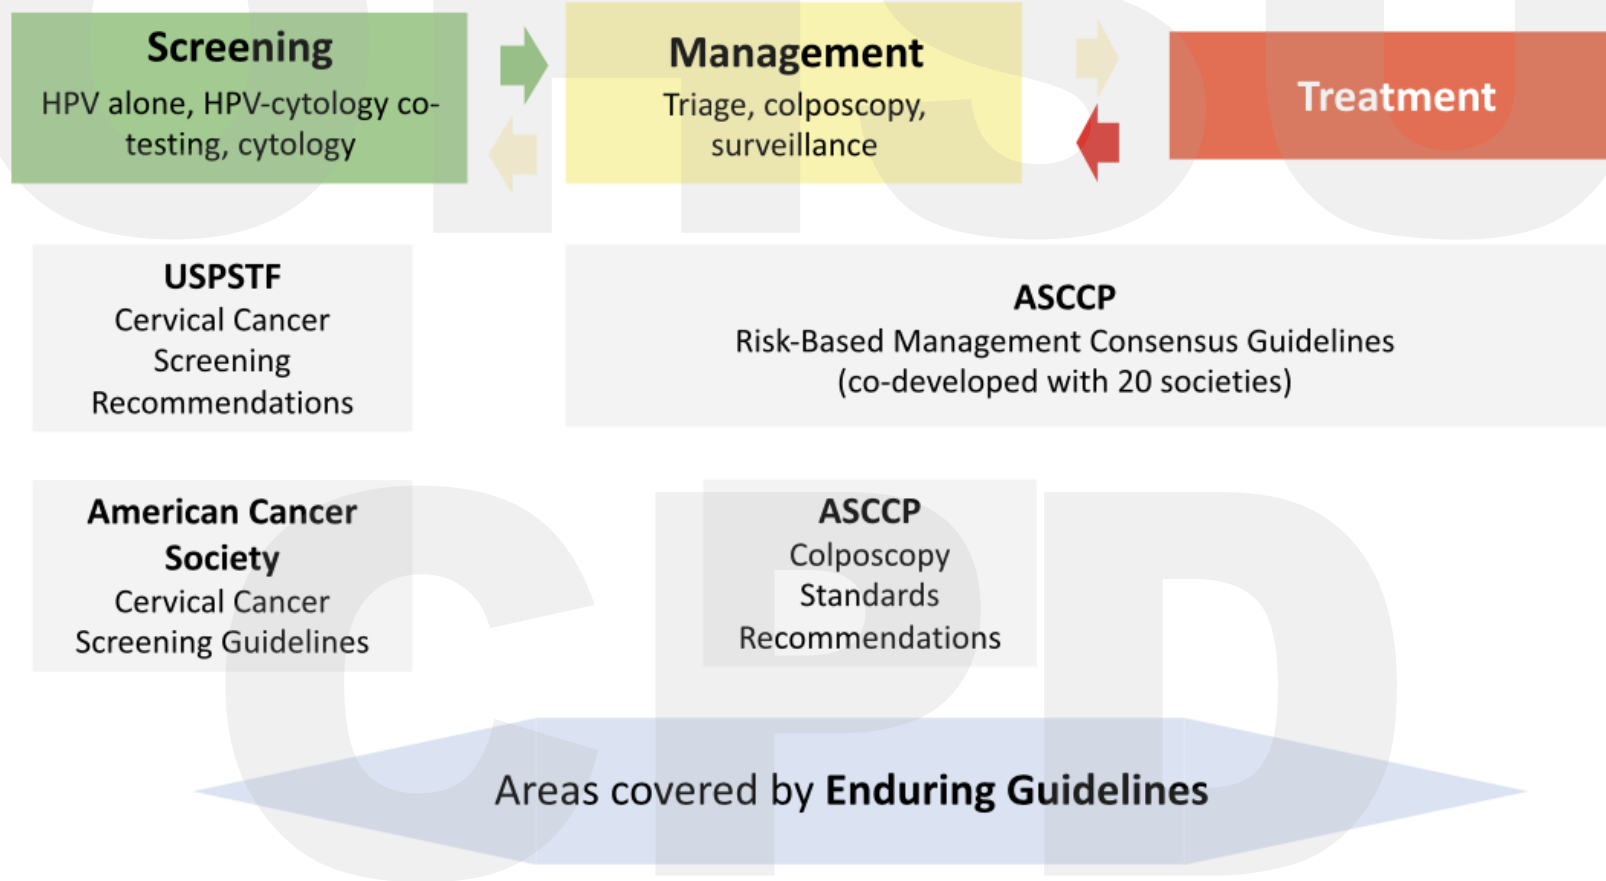 Screening
HPV alone, HPV-cytology co-
testing, cytology
Management
Triage, colposcopy,
surveillance
Treatment
USPSTF
Cervical Cancer
Screening
Recommendations
ASCCP
Risk-Based Management Consensus Guidelines
(co-developed with 20 societies)
American Cancer
Society
Cervical Cancer
Screening Guidelines
ASCCP
Colposcopy
Standards
Recommendations
Areas covered by Enduring Guidelines
CPD